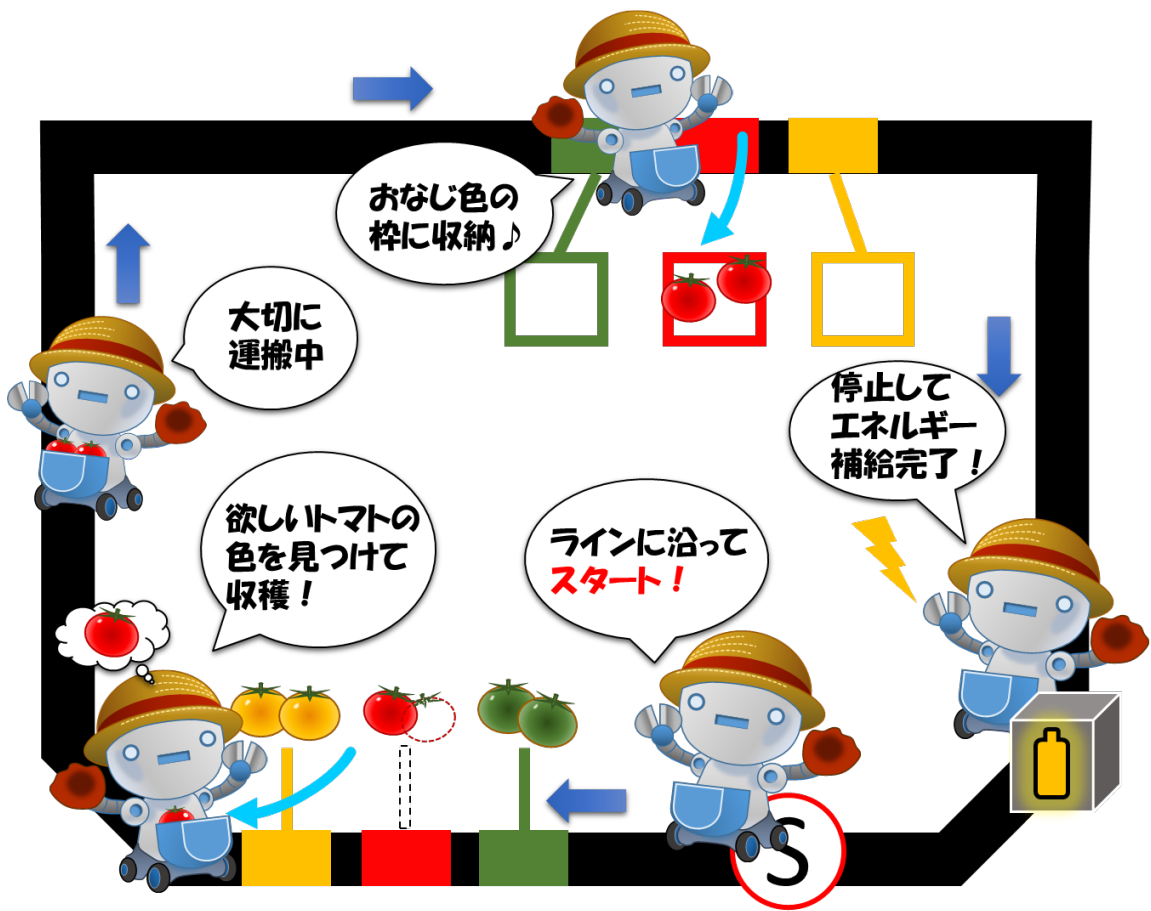 おなじ色の
枠に収納♪
大切に
運搬中
停止して
エネルギー
補給完了！
欲しいトマトの
色を見つけて
収穫！
ラインに沿って
スタート！
S